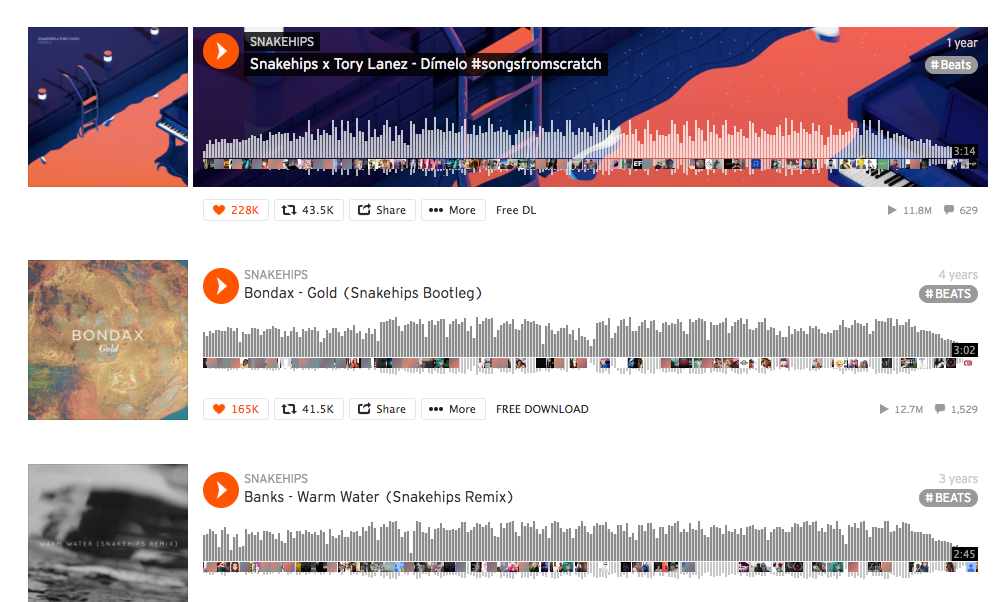 SNAKEHIPS
Snakehips x Tory Lanez - Dímelo #songsfromscratch
1 year
#Beats
3:14
228K
43.5K
Share
More
Free DL
11.8M
629
BONDAX
Gold
SNAKEHIPS
Bondax - Gold (Snakehips Bootleg)
4 years
#BEATS
3:02
165K
41.5K
Share
More
FREE DOWNLOAD
12.7M
1,529
WARM WATER (SNAKEHIPS REMIX)
SNAKEHIPS
Banks - Warm Water (Snakehips Remix)
3 years
#BEATS
2:45